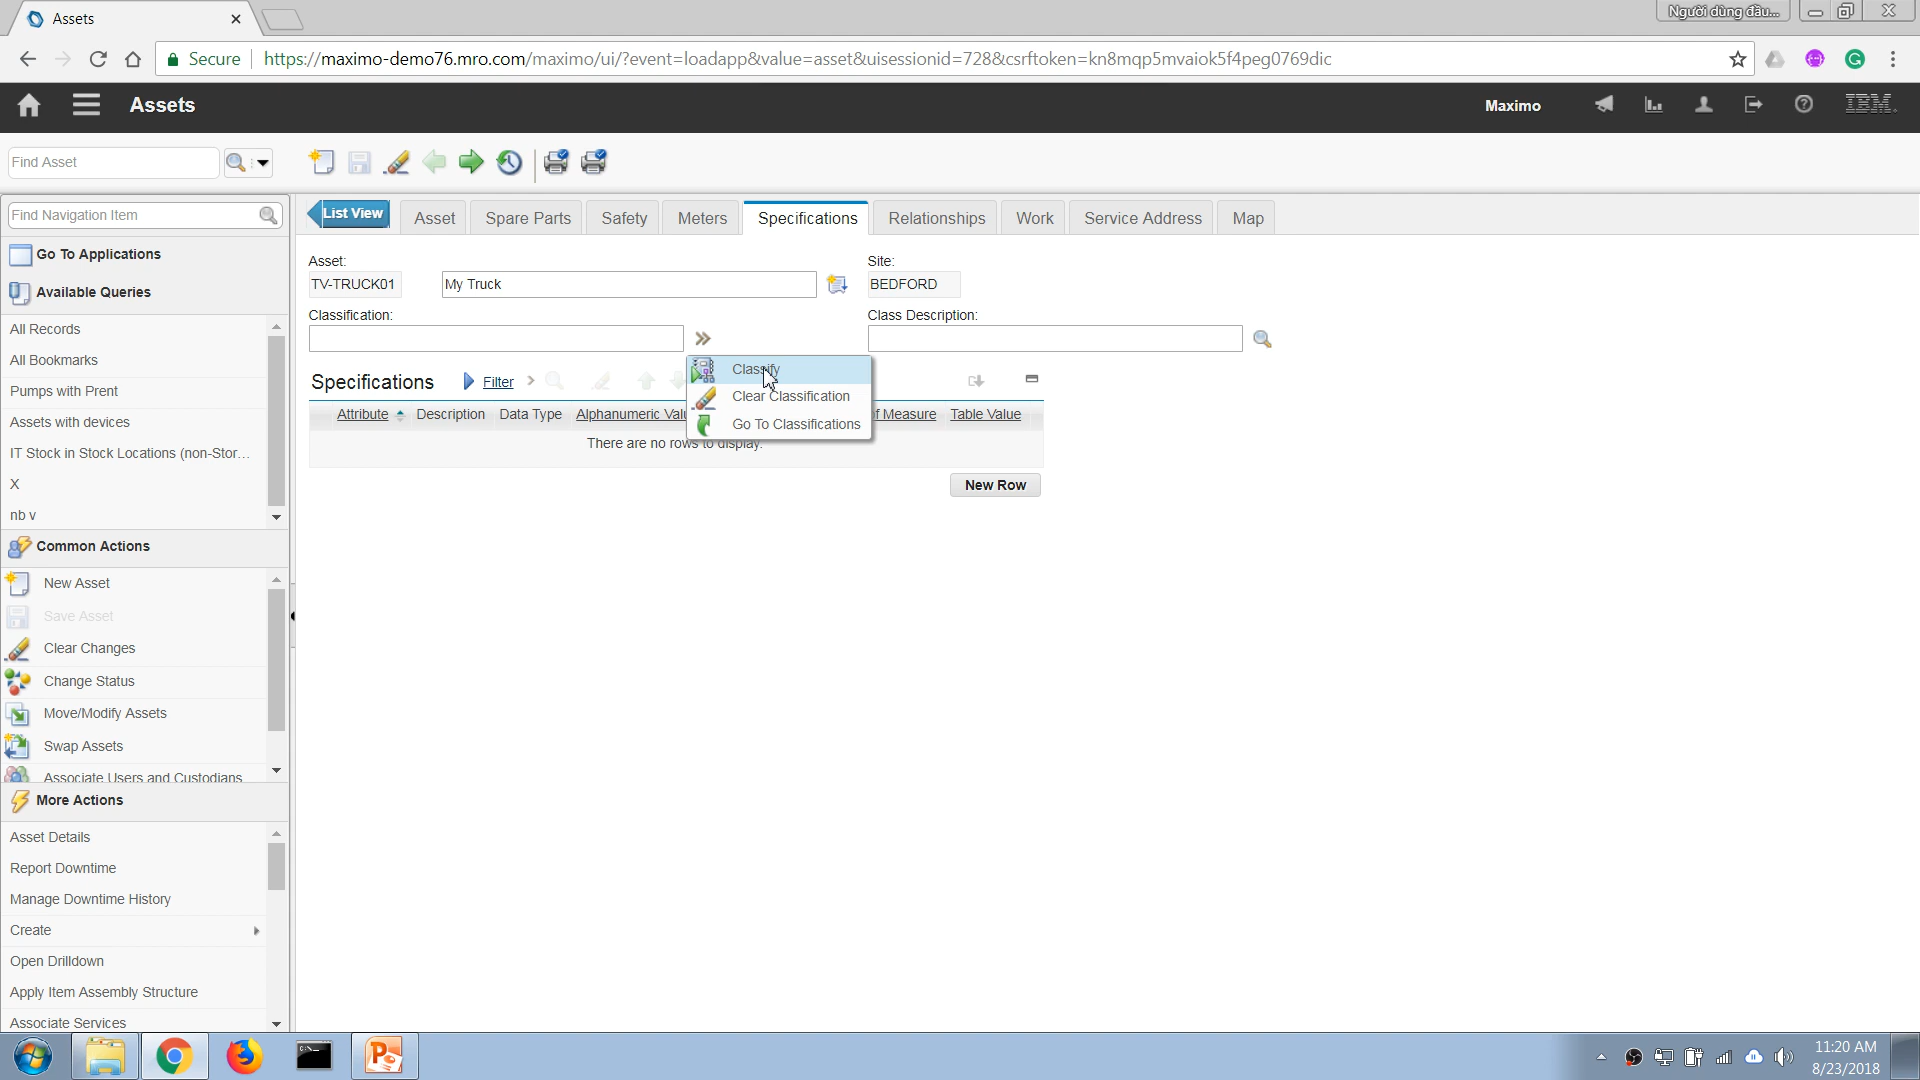 Assets
Người dùng đầu...
Secure https://maximo-demo76.mro.com/maximo/ui/?event=loadapp&value=asset&uisessionid=728&csrftoken=kn8mqp5mvaiok5f4peg0769dic
Assets
Maximo
IBM.
Find Asset
Find Navigation Item
Go To Applications
Available Queries
All Records
All Bookmarks
Pumps with Prent
Assets with devices
IT Stock in Stock Locations (non-Stor...
X
nb v
Common Actions
New Asset
Save Asset
Clear Changes
Change Status
Move/Modify Assets
Swap Assets
Associate Users and Custodians
More Actions
Asset Details
Report Downtime
Manage Downtime History
Create
Open Drilldown
Apply Item Assembly Structure
Associate Services
List View Asset Spare Parts Safety Meters Specifications Relationships Work Service Address Map
Asset: Site:
TV-TRUCK01 My Truck BEDFORD
Classification: Class Description:
Classify
Clear Classification
Go To Classifications
Specifications Filter
Attribute Description Data Type Alphanumeric Valu f Measure Table Value
There are no rows to display.
New Row
11:20 AM
8/23/2018